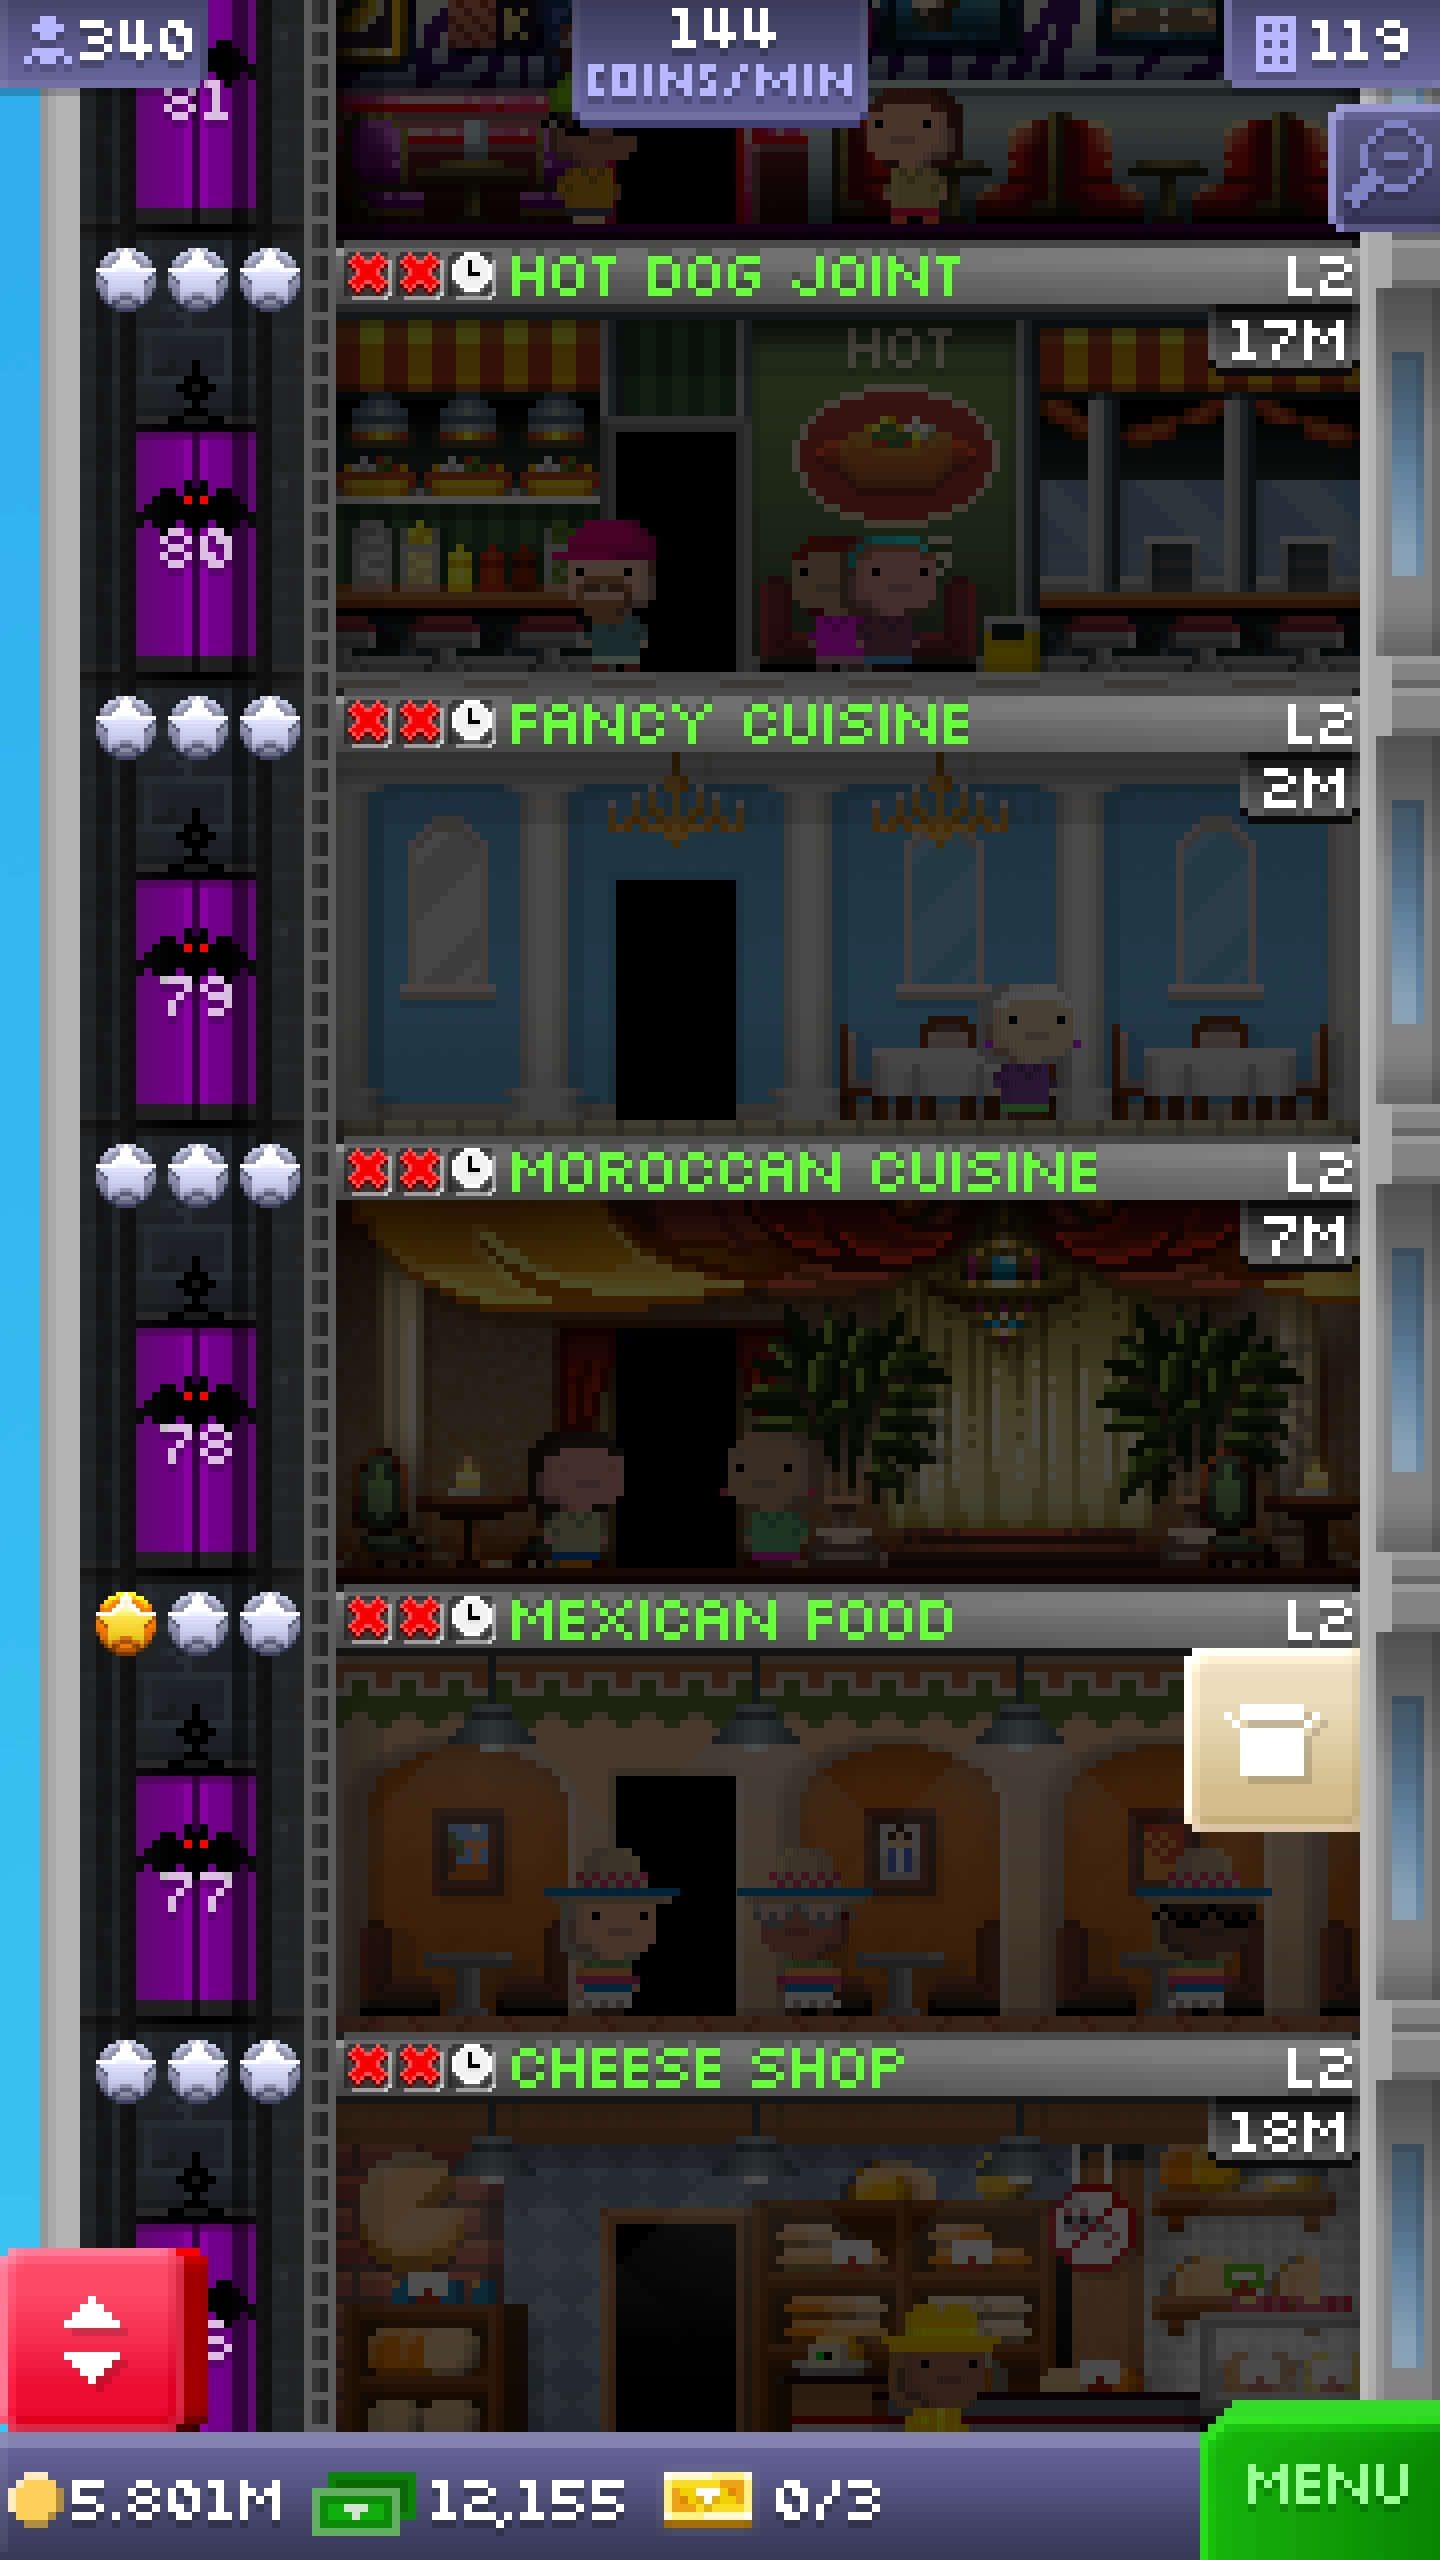 340
144
COINS/MIN
119
K
81
HOT DOG JOINT
L2
17M
HOT
80
FANCY CUISINE
L2
2M
79
MOROCCAN CUISINE
L2
7M
78
MEXICAN FOOD
L2
77
CHEESE SHOP
L2
18M
5.801M
12,155
0/3
MENU